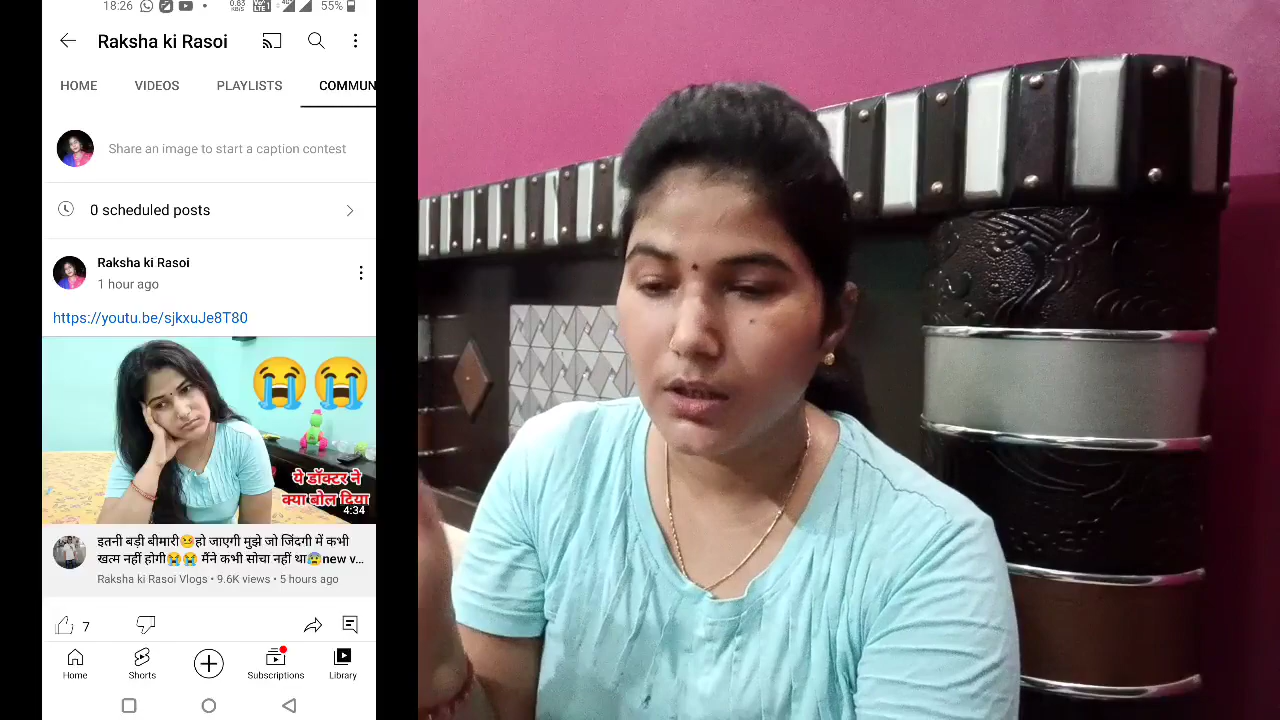 18:26
0.83
KB/S
55%
Raksha ki Rasoi
HOME VIDEOS PLAYLISTS COMMUN
Share an image to start a caption contest
0 scheduled posts
Raksha ki Rasoi
1 hour ago
https://youtu.be/sjkxuJe8T80
ये डॉक्टर ने
क्या बोल दिया
4:34
इतनी बड़ी बीमारी😖हो जाएगी मुझे जो जिंदगी में कभी
खत्म नहीं होगी😭😭 मैंने कभी सोचा नहीं था😰new v...
Raksha ki Rasoi Vlogs • 9.6K views • 5 hours ago
7
Home Shorts Subscriptions Library